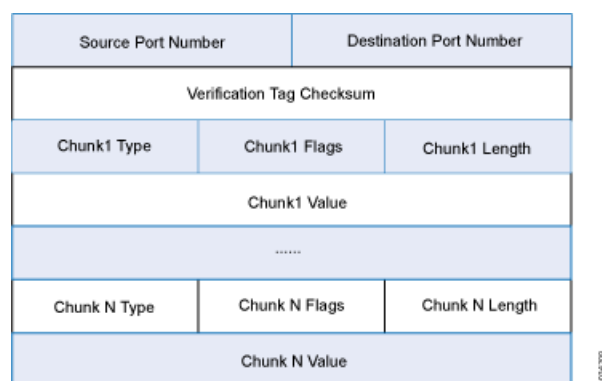 Source Port Number Destination Port Number
Verification Tag Checksum
Chunk1 Type Chunk1 Flags Chunk1 Length
Chunk1 Value
......
Chunk N Type Chunk N Flags Chunk N Length
Chunk N Value